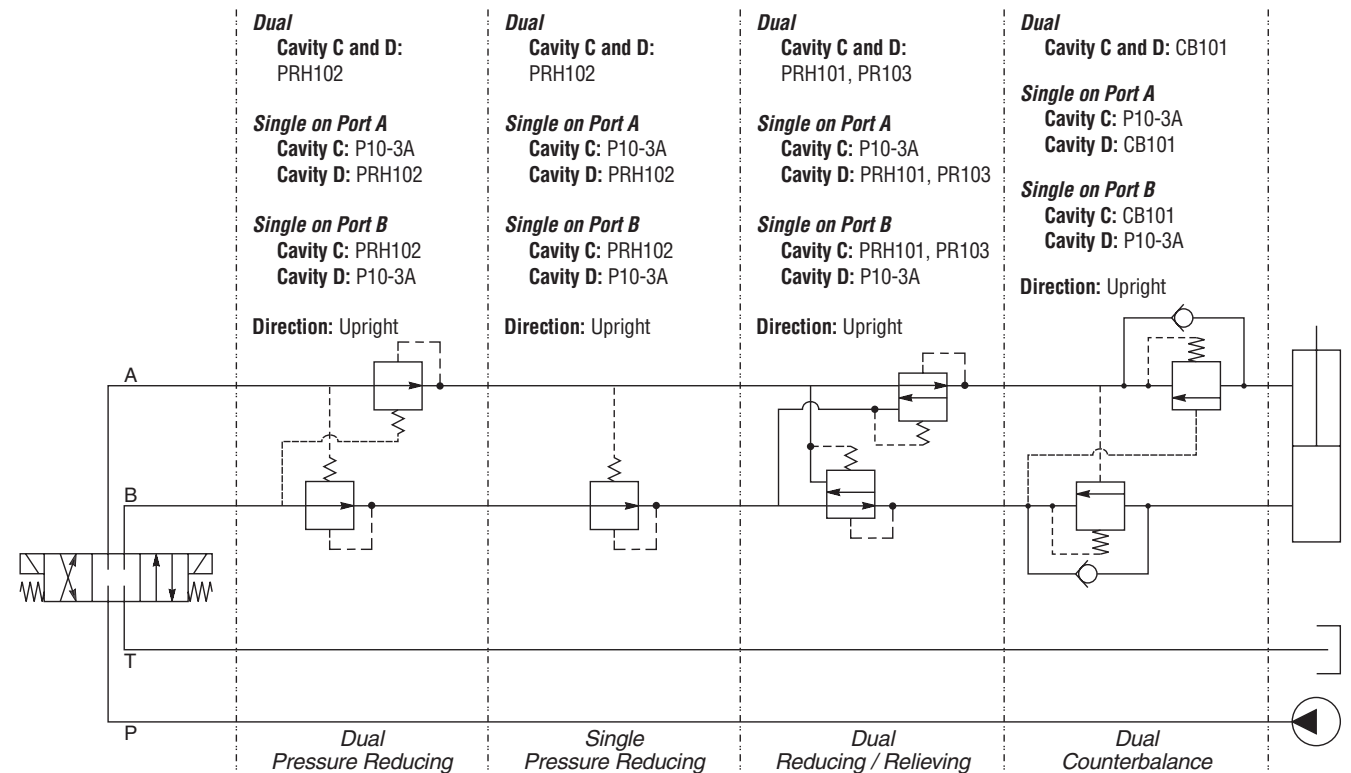 Dual
Cavity C and D:
PRH102
Single on Port A
Cavity C: P10-3A
Cavity D: PRH102
Single on Port B
Cavity C: PRH102
Cavity D: P10-3A
Direction: Upright
Dual
Cavity C and D:
PRH102
Single on Port A
Cavity C: P10-3A
Cavity D: PRH102
Single on Port B
Cavity C: PRH102
Cavity D: P10-3A
Direction: Upright
Dual
Cavity C and D:
PRH101, PR103
Single on Port A
Cavity C: P10-3A
Cavity D: PRH101, PR103
Single on Port B
Cavity C: PRH101, PR103
Cavity D: P10-3A
Direction: Upright
Dual
Cavity C and D: CB101
Single on Port A
Cavity C: P10-3A
Cavity D: CB101
Single on Port B
Cavity C: CB101
Cavity D: P10-3A
Direction: Upright
A
B
T
P
Dual
Pressure Reducing
Single
Pressure Reducing
Dual
Reducing / Relieving
Dual
Counterbalance